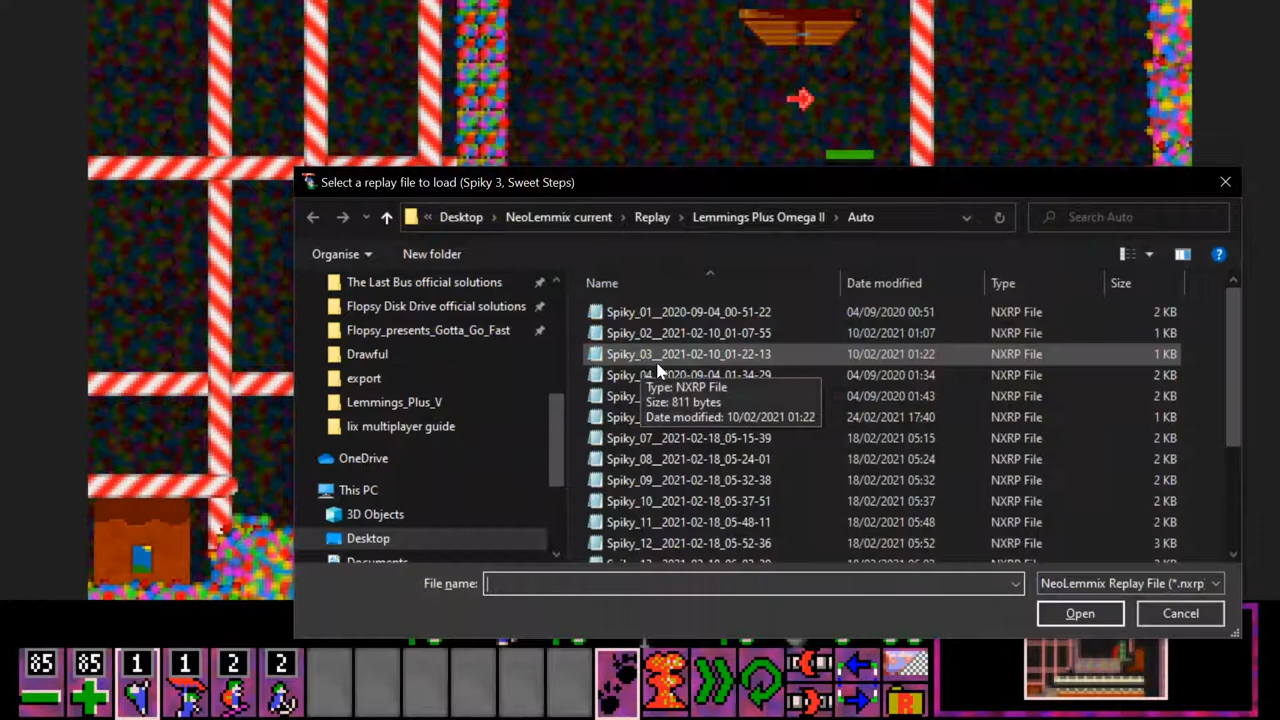 Select a replay file to load (Spiky 3, Sweet Steps)
« Desktop > NeoLemmix current > Replay > Lemmings Plus Omega II > Auto
Search Auto
Organise New folder
Name Date modified Type Size
The Last Bus official solutions
Flopsy Disk Drive official solutions
Flopsy_presents_Gotta_Go_Fast
Drawful
export
Lemmings_Plus_V
lix multiplayer guide
OneDrive
This PC
3D Objects
Desktop
Documents
Spiky_01__2020-09-04_00-51-22 04/09/2020 00:51 NXRP File 2 KB
Spiky_02__2021-02-10_01-07-55 10/02/2021 01:07 NXRP File 1 KB
Spiky_03__2021-02-10_01-22-13 10/02/2021 01:22 NXRP File 1 KB
Spiky_04__2020-09-04_01-34-29 04/09/2020 01:34 NXRP File 2 KB
Spiky_ 04/09/2020 01:43 NXRP File 2 KB
Spiky_ 24/02/2021 17:40 NXRP File 1 KB
Spiky_07__2021-02-18_05-15-39 18/02/2021 05:15 NXRP File 2 KB
Spiky_08__2021-02-18_05-24-01 18/02/2021 05:24 NXRP File 2 KB
Spiky_09__2021-02-18_05-32-38 18/02/2021 05:32 NXRP File 2 KB
Spiky_10__2021-02-18_05-37-51 18/02/2021 05:37 NXRP File 2 KB
Spiky_11__2021-02-18_05-48-11 18/02/2021 05:48 NXRP File 2 KB
Spiky_12__2021-02-18_05-52-36 18/02/2021 05:52 NXRP File 3 KB
Type: NXRP File
Size: 811 bytes
Date modified: 10/02/2021 01:22
File name: NeoLemmix Replay File (*.nxrp
Open Cancel
85 85 1 1 2 2
R